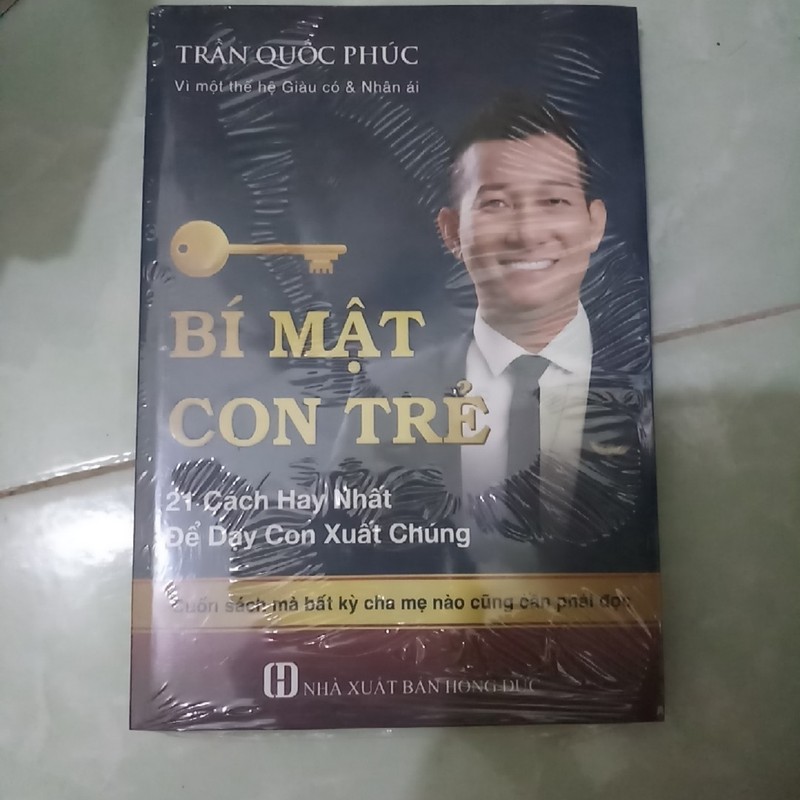 TRẦN QUỐC PHÚC
Vì một thế hệ Giàu có & Nhân ái
BÍ MẬT
CON TRẺ
21 Cách Hay Nhất
Để Dạy Con Xuất Chúng
Cuốn sách mà bất kỳ cha mẹ nào cũng cần phải đọc
NHÀ XUẤT BẢN HỒNG ĐỨC